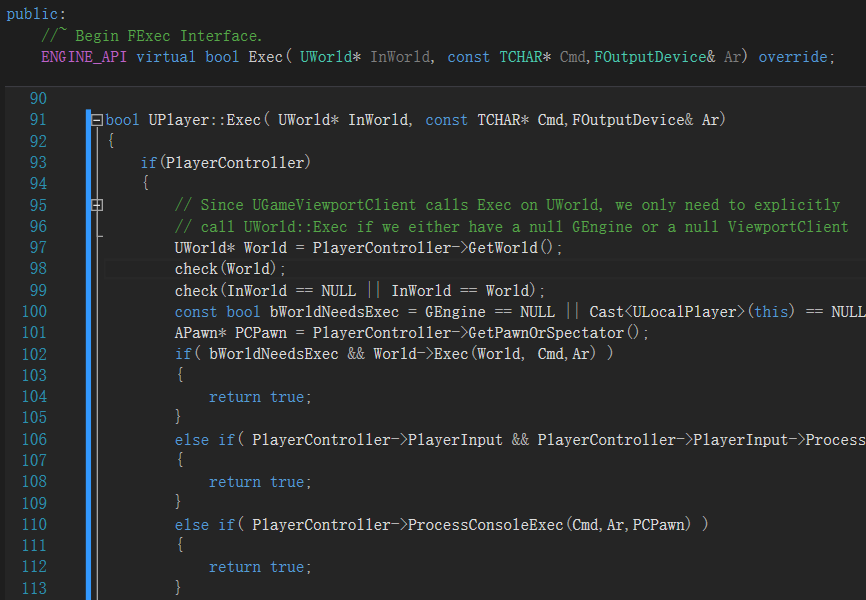 public:
//~ Begin FExec Interface.
ENGINE_API virtual bool Exec( UWorld* InWorld, const TCHAR* Cmd,FOutputDevice& Ar) override;
90
91 bool UPlayer::Exec( UWorld* InWorld, const TCHAR* Cmd,FOutputDevice& Ar)
92 {
93 if(PlayerController)
94 {
95 // Since UGameViewportClient calls Exec on UWorld, we only need to explicitly
96 // call UWorld::Exec if we either have a null GEngine or a null ViewportClient
97 UWorld* World = PlayerController->GetWorld();
98 check(World);
99 check(InWorld == NULL || InWorld == World);
100 const bool bWorldNeedsExec = GEngine == NULL || Cast<ULocalPlayer>(this) == NULL
101 APawn* PCPawn = PlayerController->GetPawnOrSpectator();
102 if( bWorldNeedsExec && World->Exec(World, Cmd,Ar) )
103 {
104 return true;
105 }
106 else if( PlayerController->PlayerInput && PlayerController->PlayerInput->Process
107 {
108 return true;
109 }
110 else if( PlayerController->ProcessConsoleExec(Cmd,Ar,PCPawn) )
111 {
112 return true;
113 }